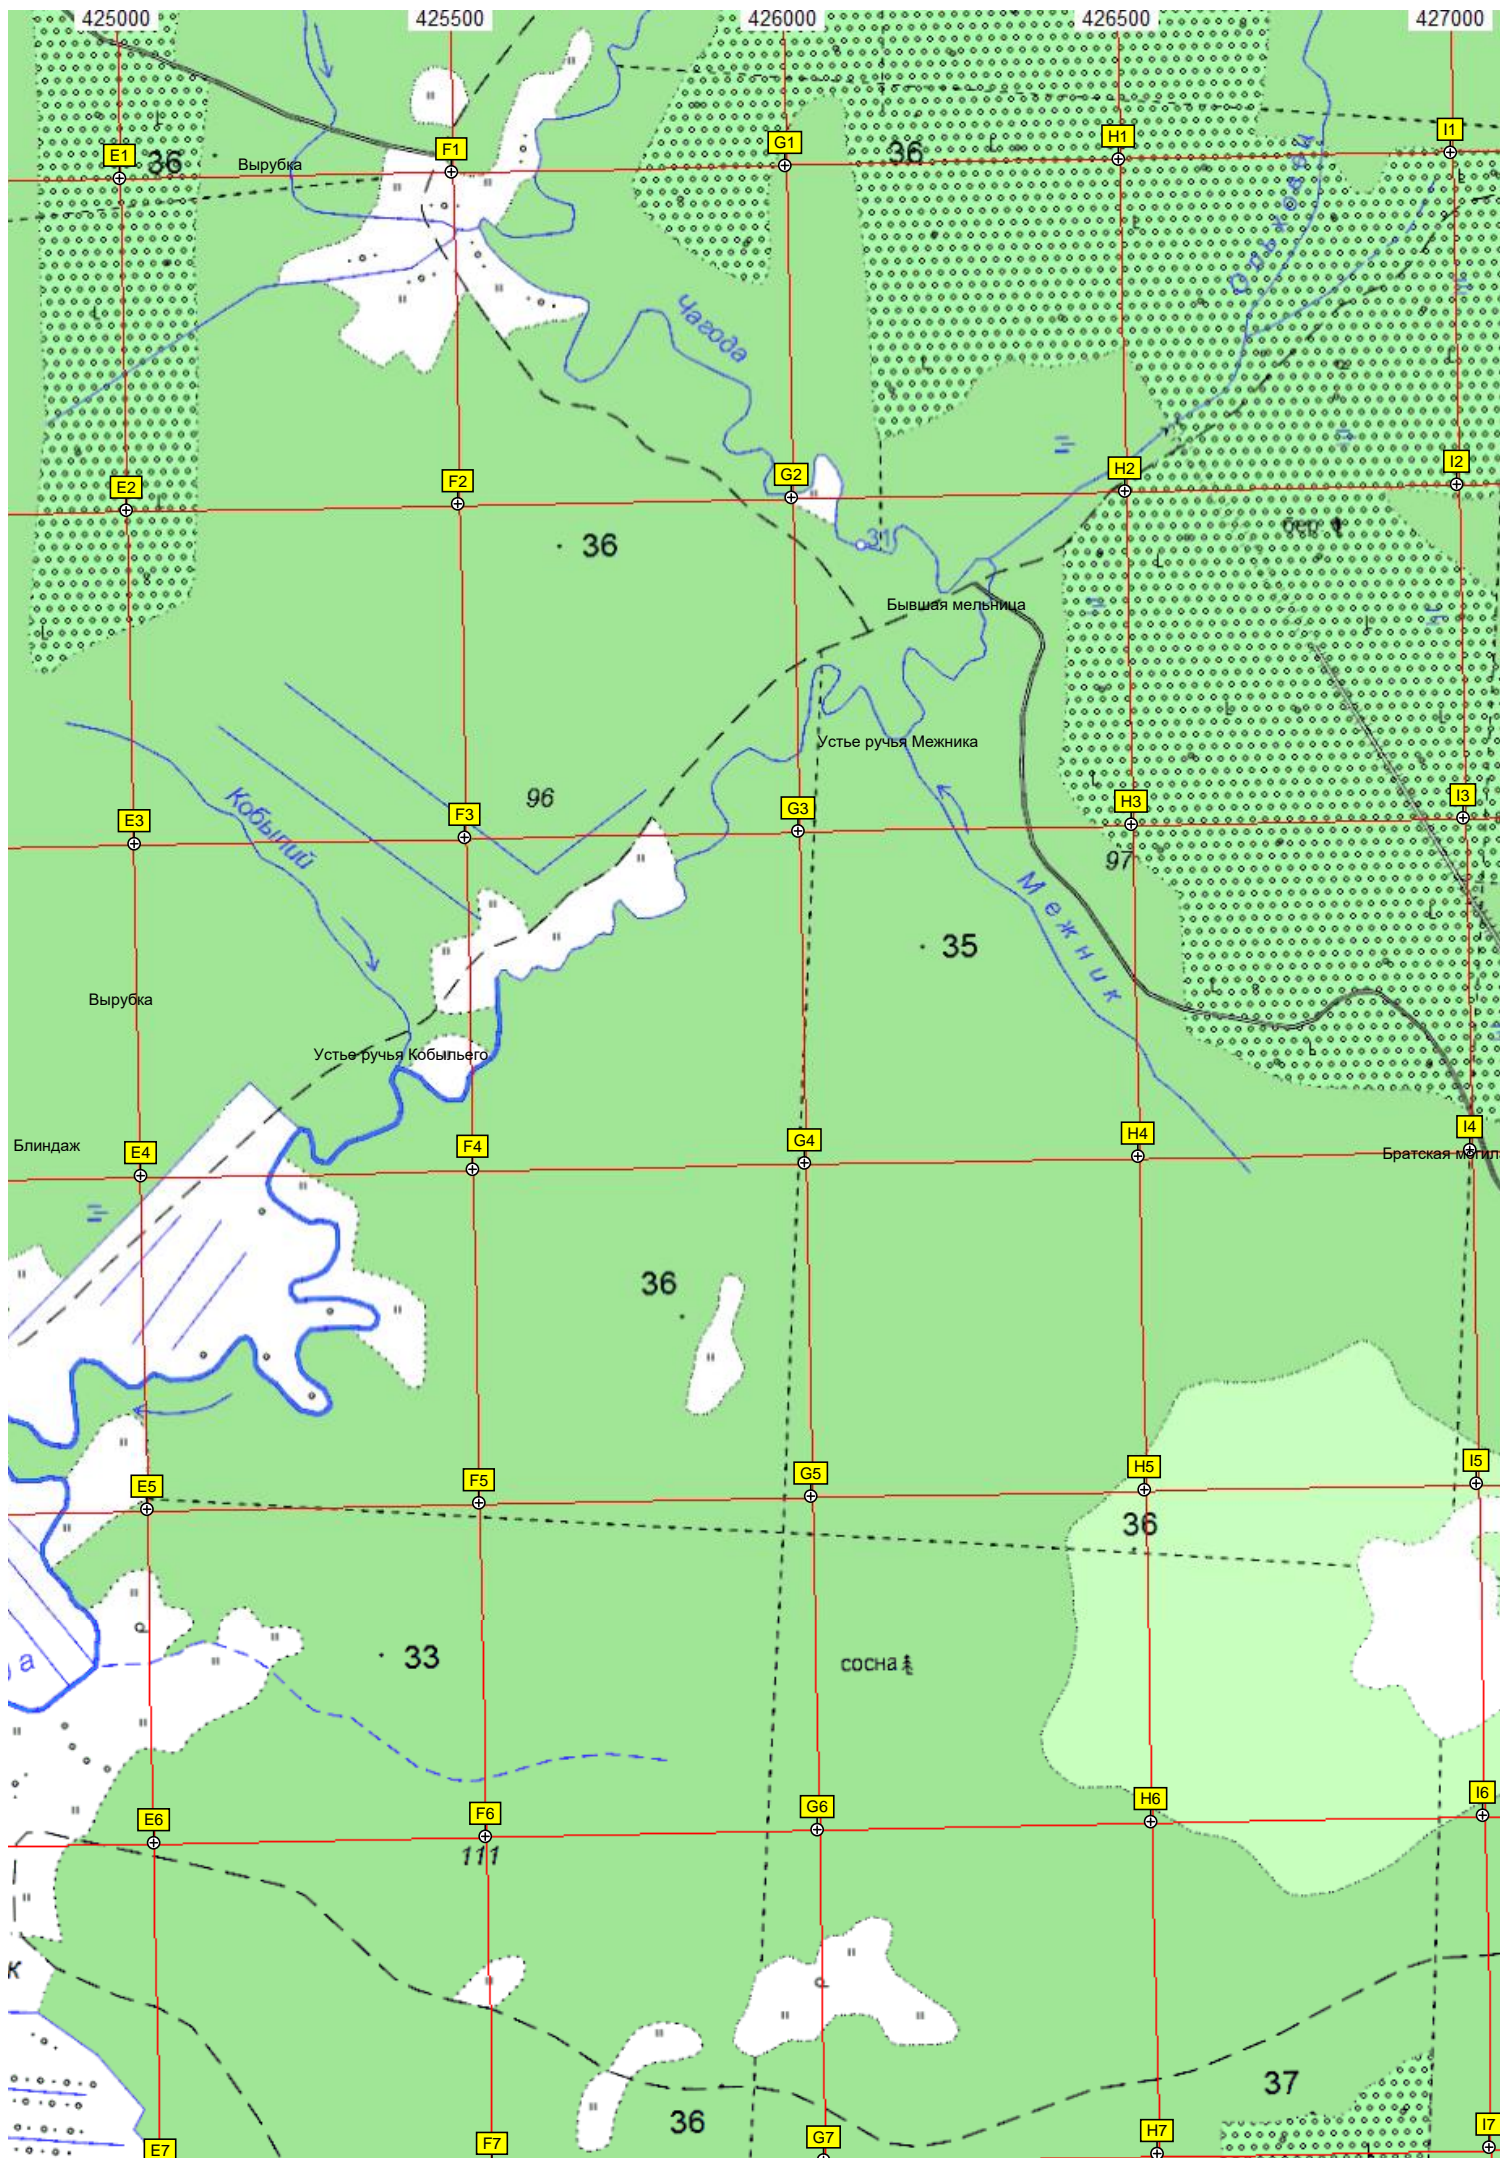 425000 425500 426000 426500 427000
E1 F1 G1 H1 I1
36 Вырубка 36
Чагода
E2 F2 G2 H2 I2
36 31 бер.
Бывшая мельница
Устье ручья Межника
Кобылий 96
E3 F3 G3 H3 I3
97
Межник
35
Вырубка
Устье ручья Кобыльего
Блиндаж
E4 F4 G4 H4 I4
Братская могил
36
E5 F5 G5 H5 I5
36
33 сосна
а
E6 F6 G6 H6 I6
111
к
37
36
E7 F7 G7 H7 I7